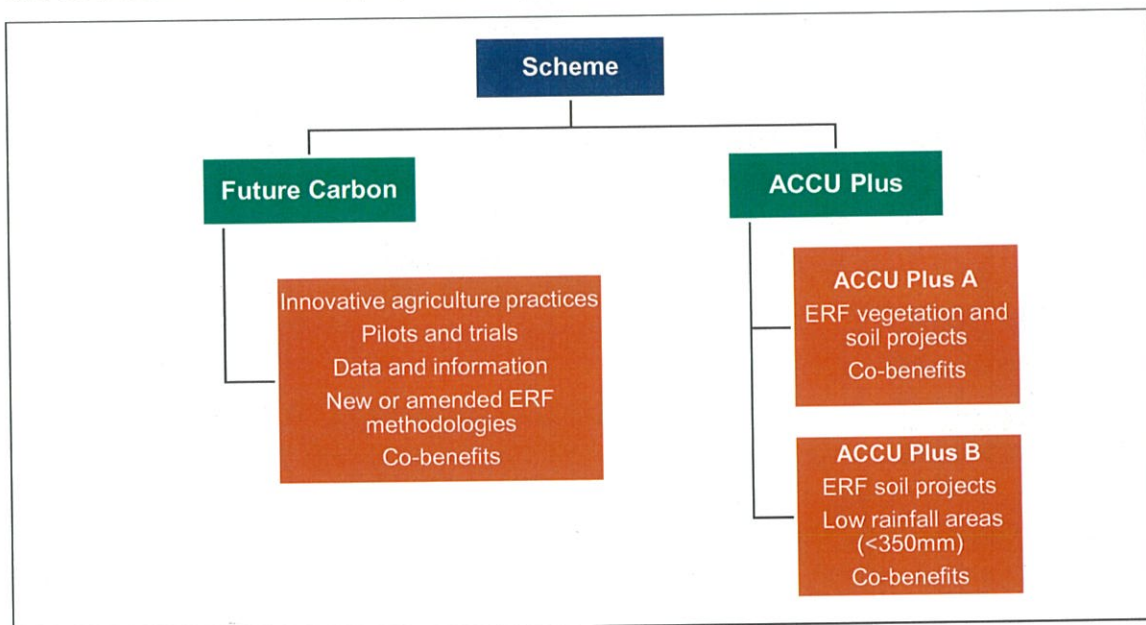 Scheme
Future Carbon
Innovative agriculture practices
Pilots and trials
Data and information
New or amended ERF
methodologies
Co-benefits
ACCU Plus
ACCU Plus A
ERF vegetation and
soil projects
Co-benefits
ACCU Plus B
ERF soil projects
Low rainfall areas
(<350mm)
Co-benefits